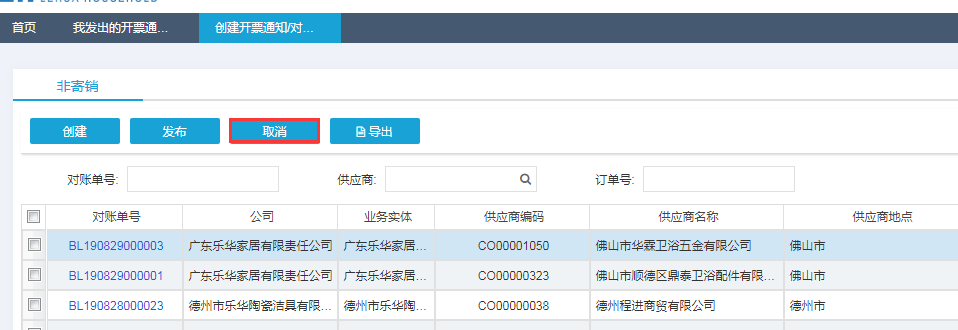 首页 我发出的开票通... 创建开票通知/对...
非寄销
创建 发布 取消 导出
对账单号: 供应商: 订单号:
对账单号 公司 业务实体 供应商编码 供应商名称 供应商地点
BL190829000003 广东乐华家居有限责任公司 广东乐华家居... CO00001050 佛山市华霖卫浴五金有限公司 佛山市
BL190829000001 广东乐华家居有限责任公司 广东乐华家居... CO00000323 佛山市顺德区鼎泰卫浴配件有限... 佛山市
BL190828000023 德州市乐华陶瓷洁具有限... 德州市乐华陶... CO00000038 德州程进商贸有限公司 德州市